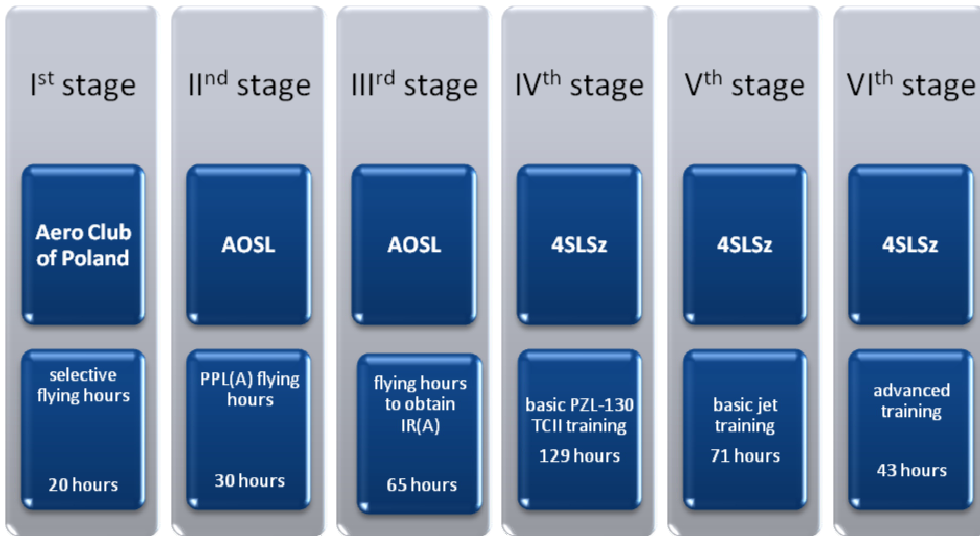 Ist stage
Aero Club
of Poland
selective
flying hours
20 hours
IInd stage
AOSL
PPL(A) flying
hours
30 hours
IIIrd stage
AOSL
flying hours
to obtain
IR(A)
65 hours
IVth stage
4SLSz
basic PZL-130
TCII training
129 hours
Vth stage
4SLSz
basic jet
training
71 hours
VIth stage
4SLSz
advanced
training
43 hours